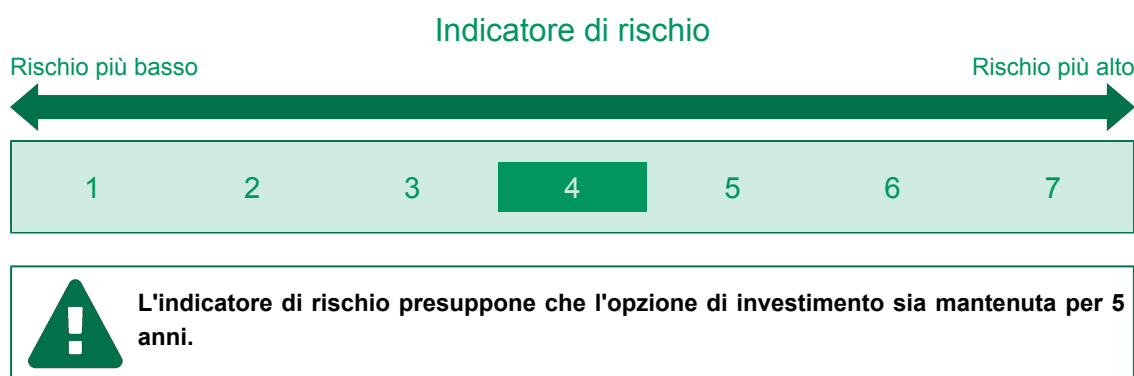 Indicatore di rischio
Rischio più basso Rischio più alto
1 2 3 4 5 6 7
L'indicatore di rischio presuppone che l'opzione di investimento sia mantenuta per 5
anni.